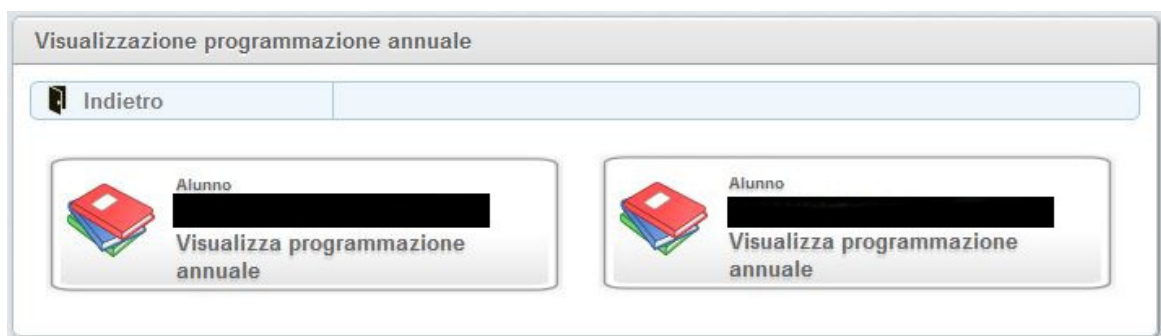 Visualizzazione programmazione annuale
Indietro
Alunno
Visualizza programmazione
annuale
Alunno
Visualizza programmazione
annuale